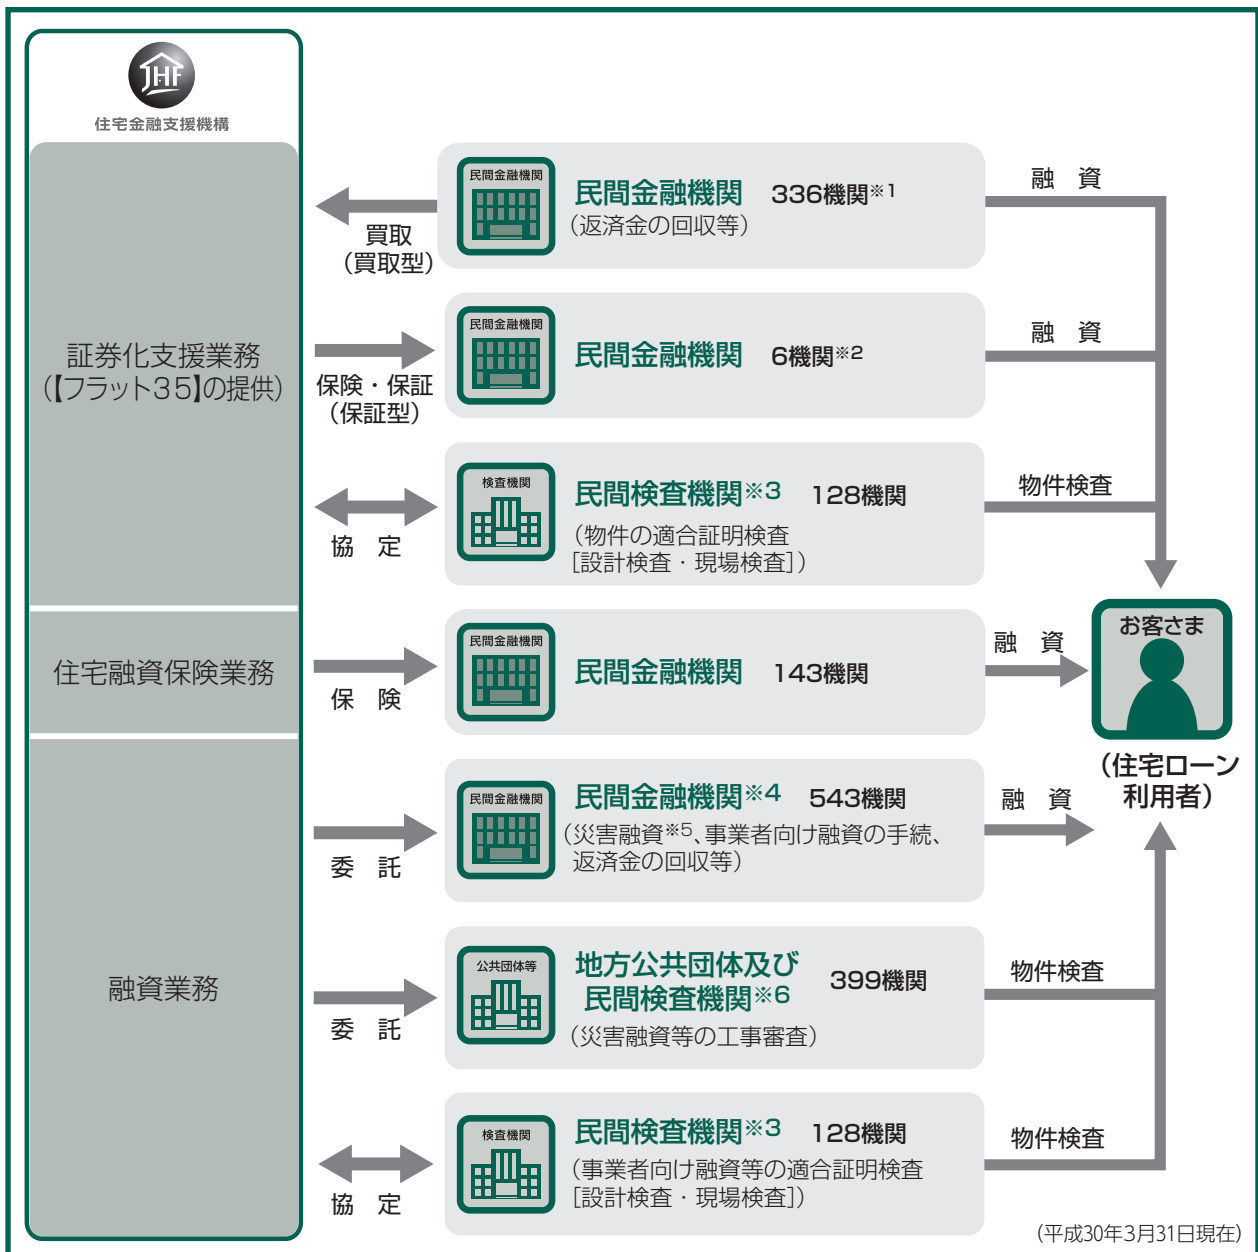 JHF
住宅金融支援機構
証券化支援業務
(【フラット35】の提供)
住宅融資保険業務
融資業務
買取
（買取型）
民間金融機関
民間金融機関 336機関※1
（返済金の回収等）
融 資
保険・保証
（保証型）
民間金融機関
民間金融機関 6機関※2
融 資
協 定
検査機関
民間検査機関※3 128機関
（物件の適合証明検査
［設計検査・現場検査］）
物件検査
保 険
民間金融機関
民間金融機関 143機関
融 資
お客さま
（住宅ローン
利用者）
委 託
民間金融機関
民間金融機関※4 543機関
（災害融資※5、事業者向け融資の手続、
返済金の回収等）
融 資
委 託
公共団体等
地方公共団体及び
民間検査機関※6 399機関
（災害融資等の工事審査）
物件検査
協 定
検査機関
民間検査機関※3 128機関
（事業者向け融資等の適合証明検査
［設計検査・現場検査］）
物件検査
（平成30年3月31日現在）